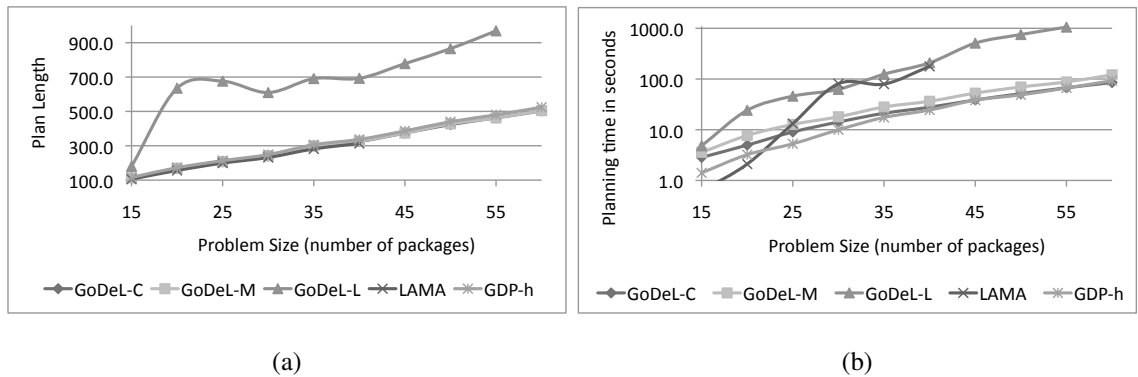 900.0
700.0
500.0
300.0
100.0
Plan Length
15 25 35 45 55
Problem Size (number of packages)
GoDeL-C GoDeL-M GoDeL-L LAMA GDP-h
(a)
1000.0
100.0
10.0
1.0
Planning time in seconds
15 25 35 45 55
Problem Size (number of packages)
GoDeL-C GoDeL-M GoDeL-L LAMA GDP-h
(b)